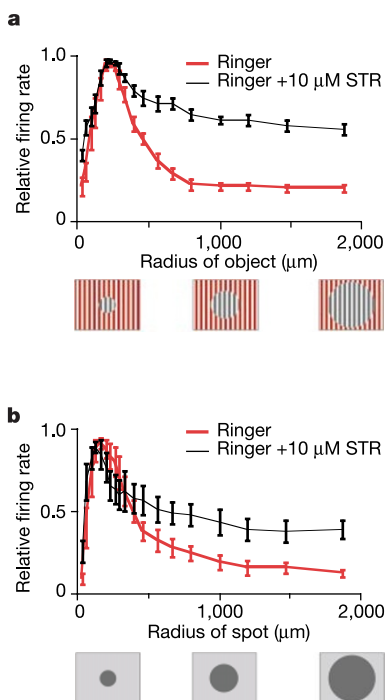 a
Relative firing rate
1.0
0.5
0
Ringer
Ringer +10 μM STR
0
1,000
2,000
Radius of object (μm)
b
Relative firing rate
1.0
0.5
0
Ringer
Ringer +10 μM STR
0
1,000
2,000
Radius of spot (μm)